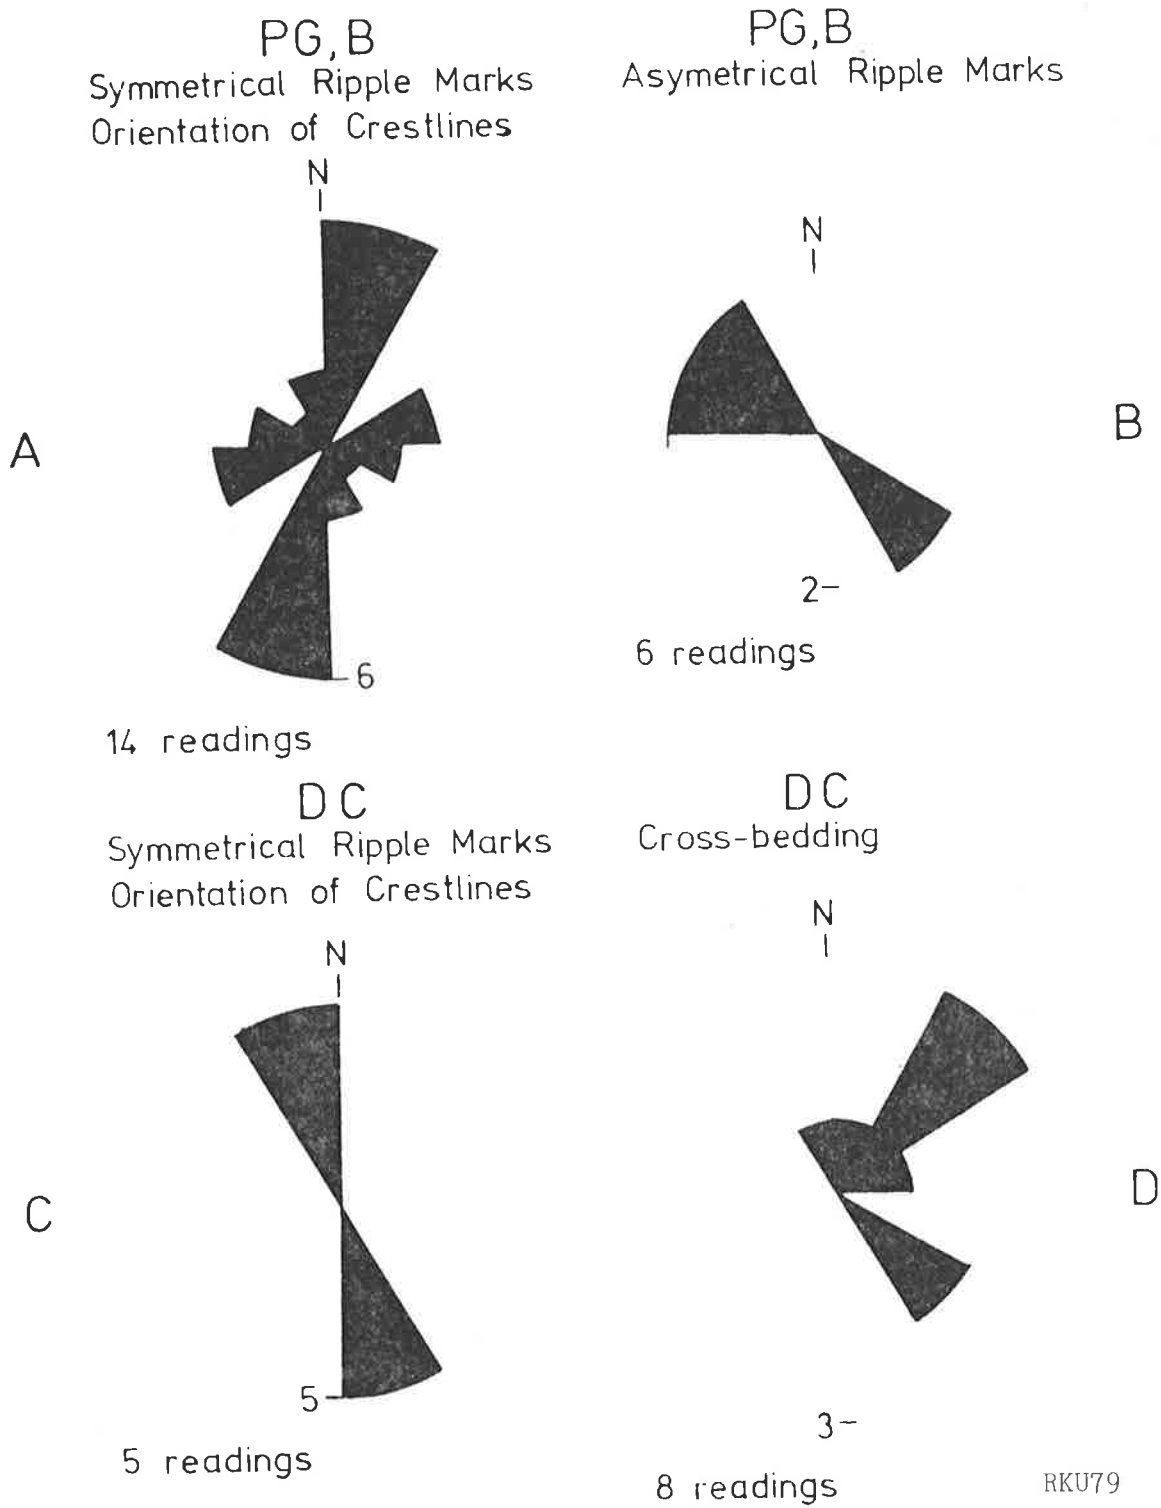 PG,B
Symmetrical Ripple Marks
Orientation of Crestlines
N
A
6
14 readings
PG,B
Asymetrical Ripple Marks
N
B
2-
6 readings
DC
Symmetrical Ripple Marks
Orientation of Crestlines
N
C
5
5 readings
DC
Cross-bedding
N
D
3-
8 readings
RKU79